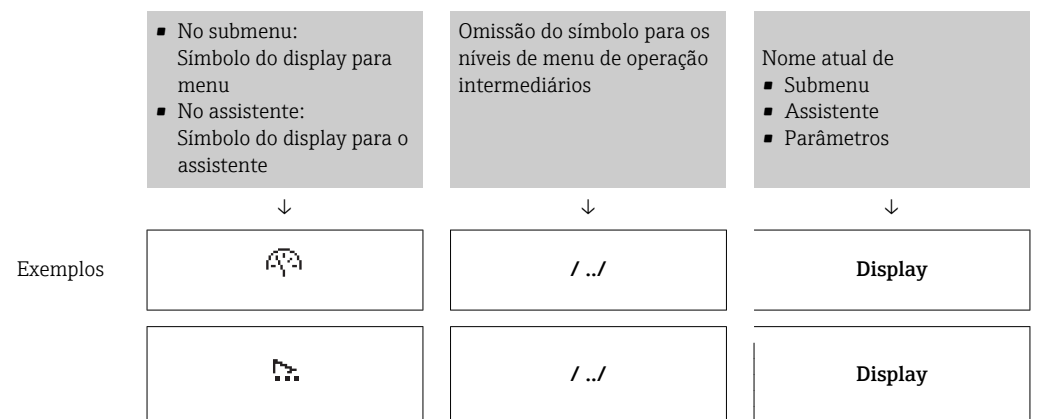 ▪ No submenu:
Símbolo do display para
menu
▪ No assistente:
Símbolo do display para o
assistente
Omissão do símbolo para os
níveis de menu de operação
intermediários
Nome atual de
▪ Submenu
▪ Assistente
▪ Parâmetros
↓ ↓ ↓
Exemplos / ../ Display
/ ../ Display